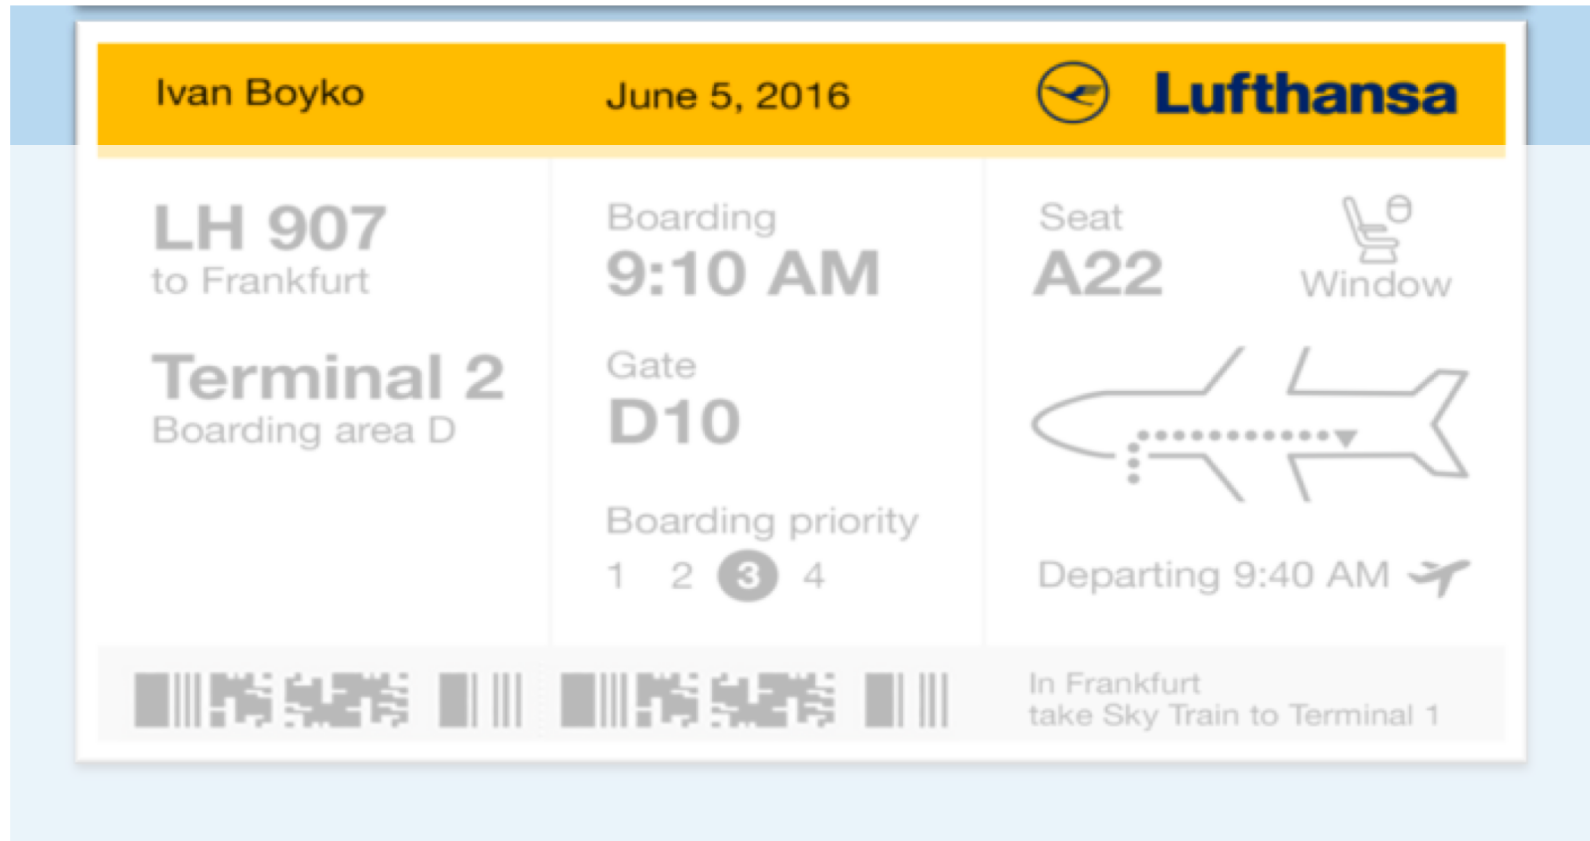 Ivan Boyko
June 5, 2016
Lufthansa
LH 907
to Frankfurt
Terminal 2
Boarding area D
Boarding
9:10 AM
Gate
D10
Boarding priority
1 2 3 4
Seat
A22
Window
Departing 9:40 AM
In Frankfurt
take Sky Train to Terminal 1